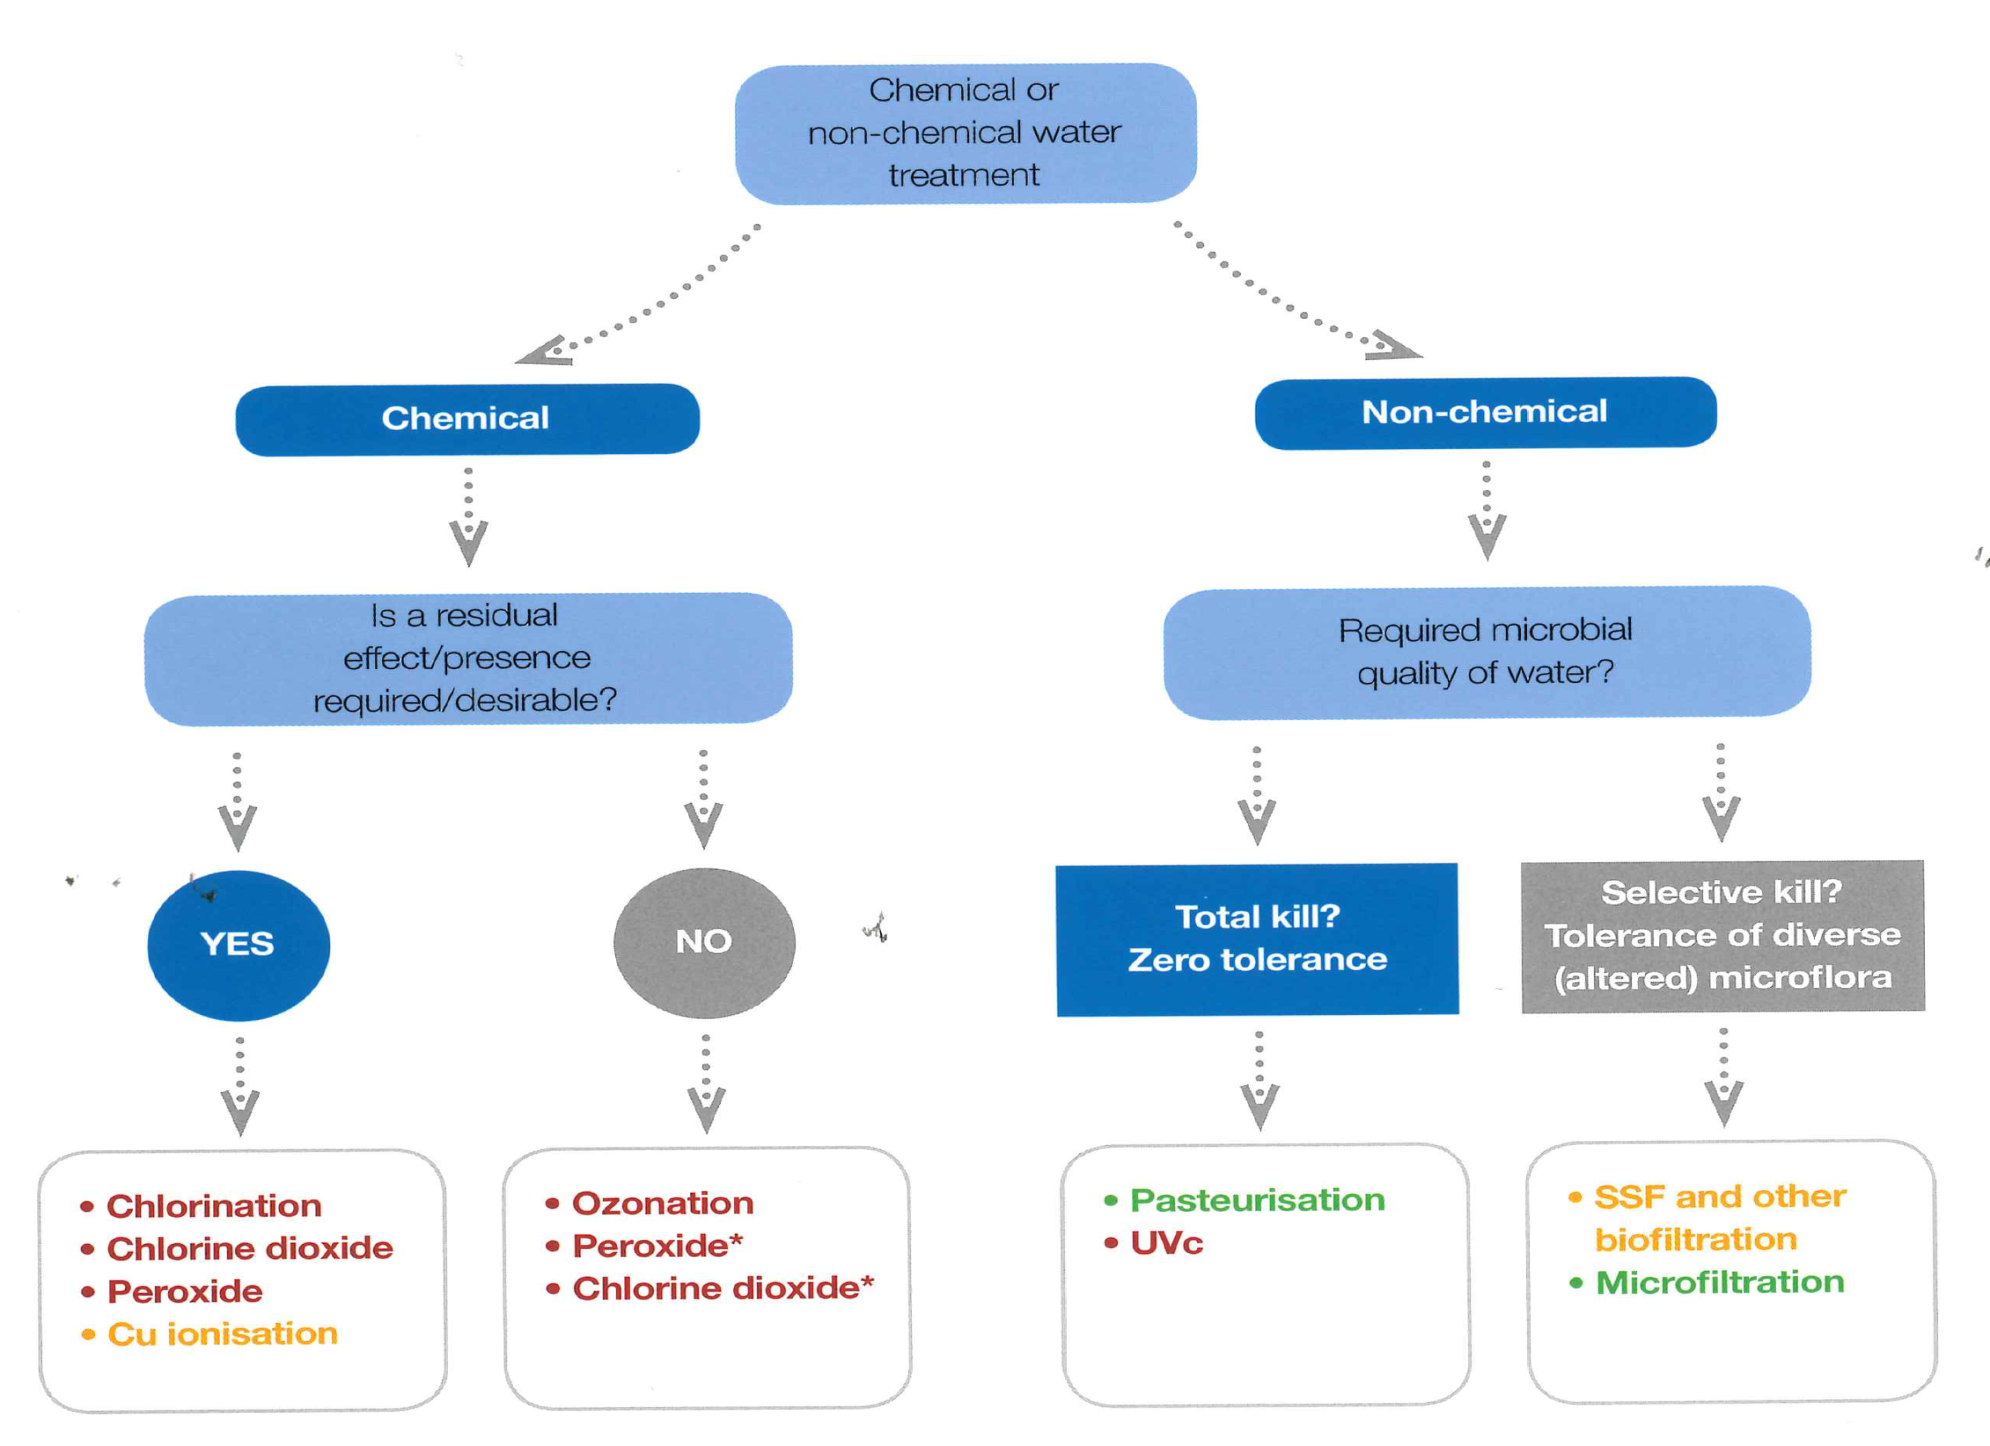 Chemical or
non-chemical water
treatment
Chemical
Non-chemical
Is a residual
effect/presence
required/desirable?
Required microbial
quality of water?
YES
NO
Total kill?
Zero tolerance
Selective kill?
Tolerance of diverse
(altered) microflora
• Chlorination
• Chlorine dioxide
• Peroxide
• Cu ionisation
• Ozonation
• Peroxide*
• Chlorine dioxide*
• Pasteurisation
• UVc
• SSF and other
biofiltration
• Microfiltration